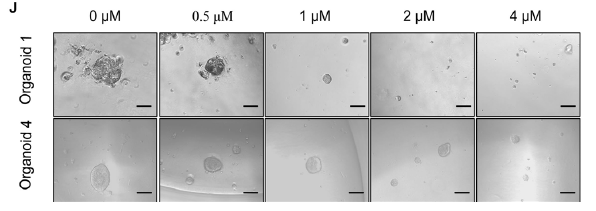 J
0 μM 0.5 μM 1 μM 2 μM 4 μM
Organoid 1
Organoid 4